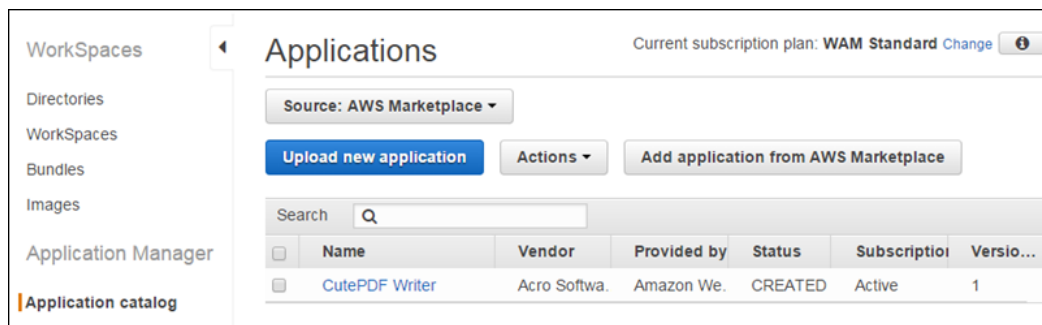 WorkSpaces
Directories
WorkSpaces
Bundles
Images
Application Manager
Application catalog
Applications
Current subscription plan: WAM Standard Change
Source: AWS Marketplace
Upload new application Actions Add application from AWS Marketplace
Search
Name Vendor Provided by Status Subscription Versio...
CutePDF Writer Acro Softwa. Amazon We. CREATED Active 1